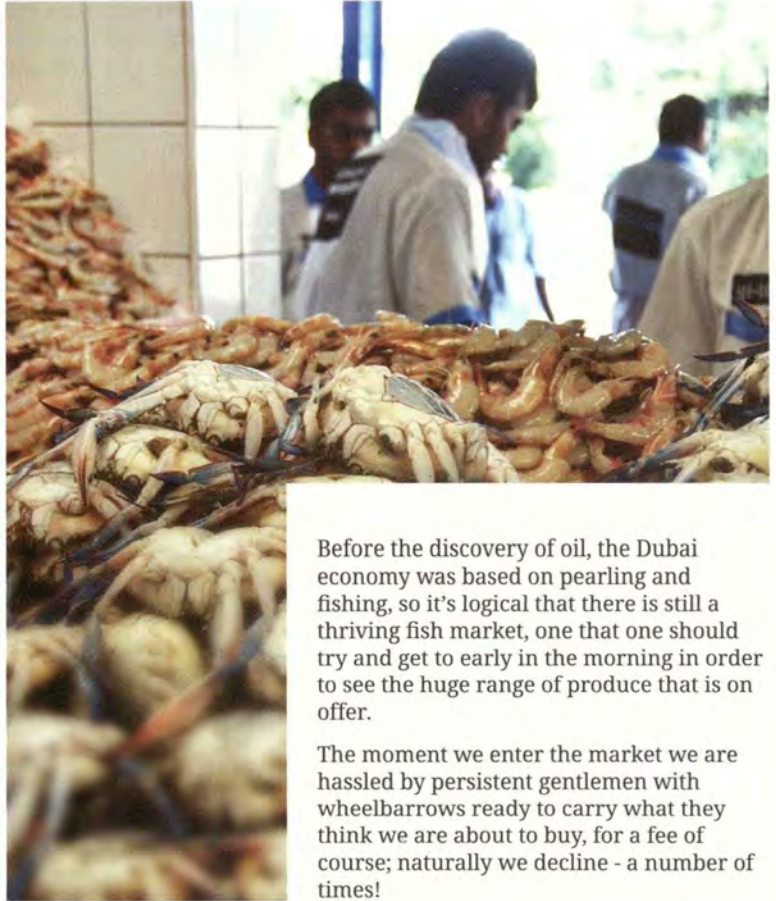 Before the discovery of oil, the Dubai
economy was based on pearling and
fishing, so it’s logical that there is still a
thriving fish market, one that one should
try and get to early in the morning in order
to see the huge range of produce that is on
offer.
The moment we enter the market we are
hassled by persistent gentlemen with
wheelbarrows ready to carry what they
think we are about to buy, for a fee of
course; naturally we decline - a number of
times!